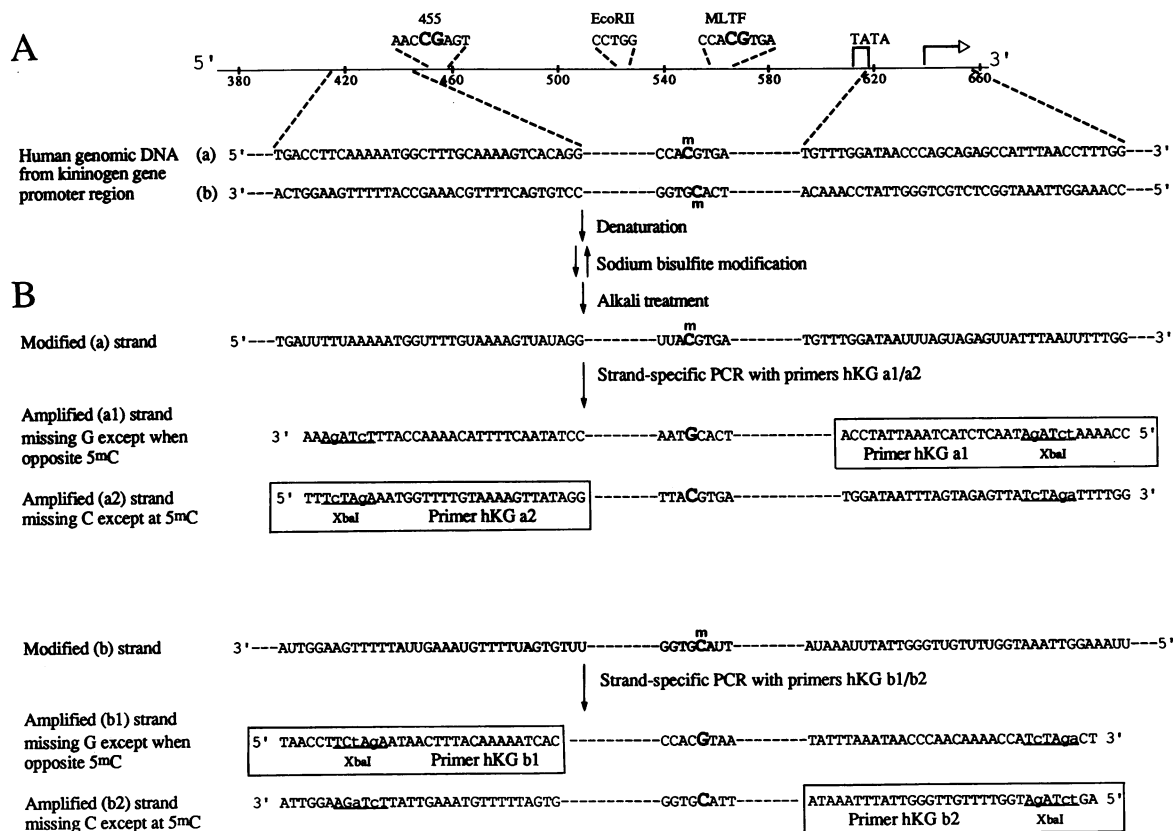 A
455
AACCGAGT
EcoRII
CCTGG
MLTF
CCACGTGA
TATA
5' 3'
380 420 460 500 540 580 620 660
m
Human genomic DNA (a) 5'---TGACCTTCAAAAATGGCTTTGCAAAAGTCACAGG-------CCACGTGA-------TGTTTGGATAACCCAGCAGAGCCATTTAACCTTTGG---3'
from kininogen gene
promoter region (b) 3'---ACTGGAAGTTTTTACCGAAACGTTTTCAGTGTCC-------GGTGCACT-------ACAAACCTATTGGGTCGTCTCGGTAAATTGGAAACC---5'
m
Denaturation
Sodium bisulfite modification
B
Alkali treatment
m
Modified (a) strand 5'---TGAUUTTUAAAAATGGUTTTGUAAAAGTUAUAGG-------UUACGTGA-------TGTTTGGATAAUUUAGUAGAGUUATTTAAUUTTTGG---3'
Strand-specific PCR with primers hKG a1/a2
Amplified (a1) strand
missing G except when 3' AAAgATcTTTACCAAAACATTTTCAATATCC-------AATGCACT-------ACCTATTAAATCATCTCAATAgATCtAAAACC 5'
opposite 5mC
Primer hKG a1 XbaI
Amplified (a2) strand 5' TTTcTAgAAATGGTTTTGTAAAAGTTATAGG-------TTACGTGA-------TGGATAATTTAGTAGAGTTATcTAgaTTTTGG 3'
missing C except at 5mC
XbaI Primer hKG a2
m
Modified (b) strand 3'---AUTGGAAGTTTTTAUUGAAAUGTTTTUAGTGTUU-------GGTGCAUT-------AUAAAUUTATTGGGTUGTUTUGGTAAATTGGAAAUU---5'
Strand-specific PCR with primers hKG b1/b2
Amplified (b1) strand
missing G except when 5' TAACCTTCtAgAATAACTTTACAAAAATCAC-------CCACGTAA-------TATTTAAATAACCCAACAAAACCATcTAgaCT 3'
opposite 5mC
XbaI Primer hKG b1
Amplified (b2) strand 3' ATTGGAAGaTcTTATTGAAATGTTTTTAGTG-------GGTGCATT-------ATAAATTTATTGGGTTGTTTTGGTAgATCtGA 5'
missing C except at 5mC
Primer hKG b2 XbaI